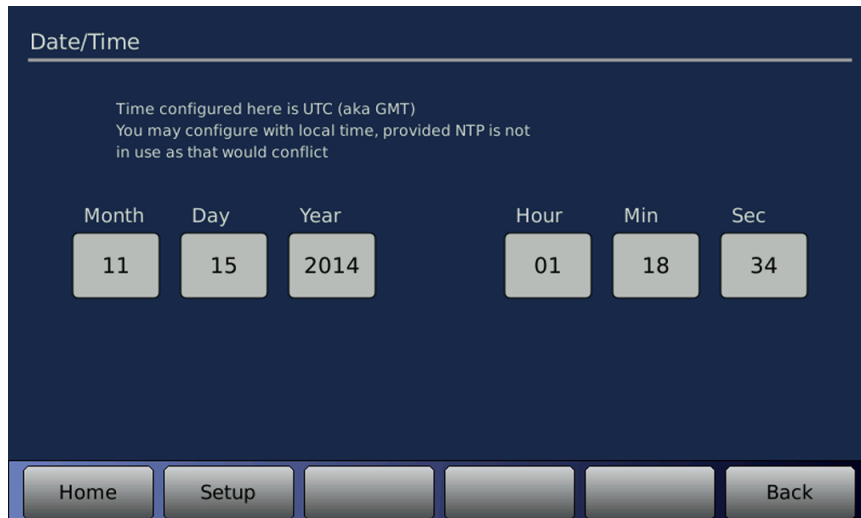 Date/Time
Time configured here is UTC (aka GMT)
You may configure with local time, provided NTP is not
in use as that would conflict
Month Day Year Hour Min Sec
11 15 2014 01 18 34
Home Setup Back